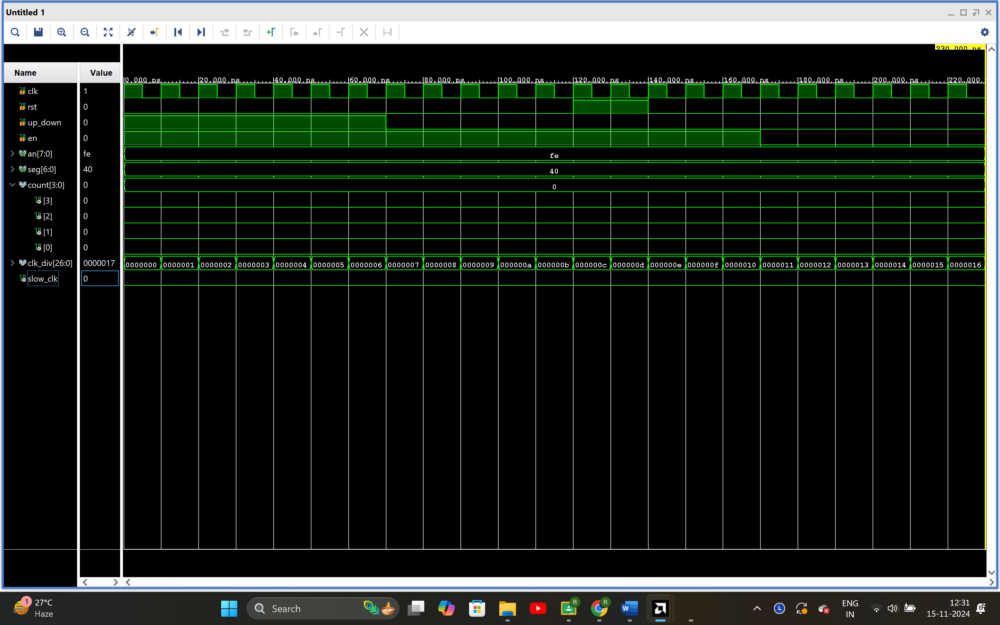 Untitled 1
230.000 ns
Name Value
0.000 ns 20.000 ns 40.000 ns 60.000 ns 80.000 ns 100.000 ns 120.000 ns 140.000 ns 160.000 ns 180.000 ns 200.000 ns 220.000
clk 1
rst 0
up_down 0
en 0
an[7:0] fe fe
seg[6:0] 40 40
count[3:0] 0 0
[3] 0
[2] 0
[1] 0
[0] 0
clk_div[26:0] 0000017 0000000 0000001 0000002 0000003 0000004 0000005 0000006 0000007 0000008 0000009 000000a 000000b 000000c 000000d 000000e 000000f 0000010 0000011 0000012 0000013 0000014 0000015 0000016
slow_clk 0
1 27°C
Haze
Search
R
R
W
L
ENG
IN
12:31
15-11-2024